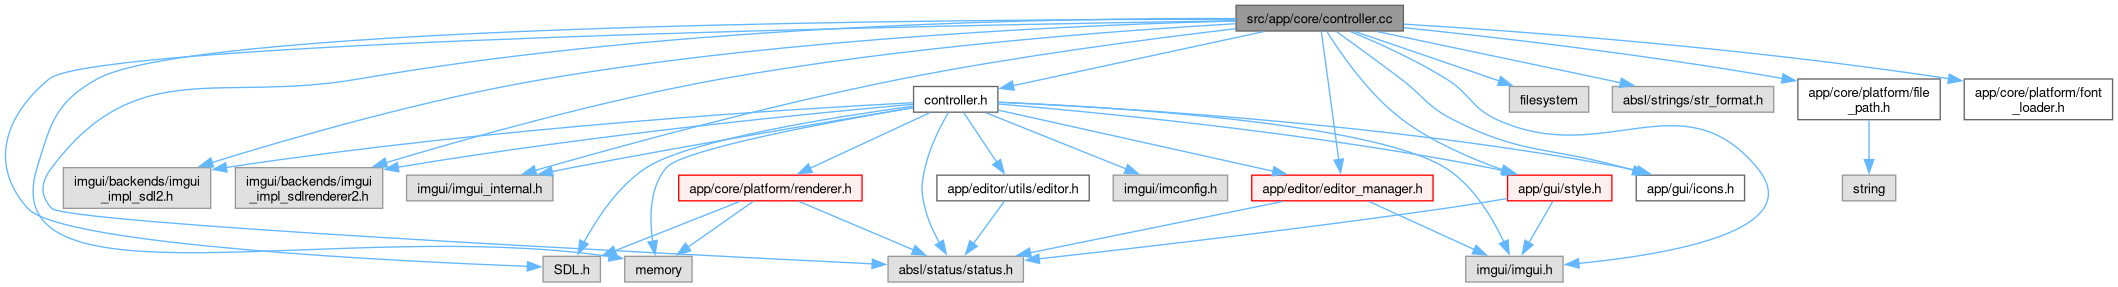 src/app/core/controller.cc
controller.h
filesystem
absl/strings/str_format.h
app/core/platform/file
_path.h
app/core/platform/font
_loader.h
imgui/backends/imgui
_impl_sdl2.h
imgui/backends/imgui
_impl_sdlrenderer2.h
imgui/imgui_internal.h
app/core/platform/renderer.h
app/editor/utils/editor.h
imgui/imconfig.h
app/editor/editor_manager.h
app/gui/style.h
app/gui/icons.h
string
SDL.h
memory
absl/status/status.h
imgui/imgui.h